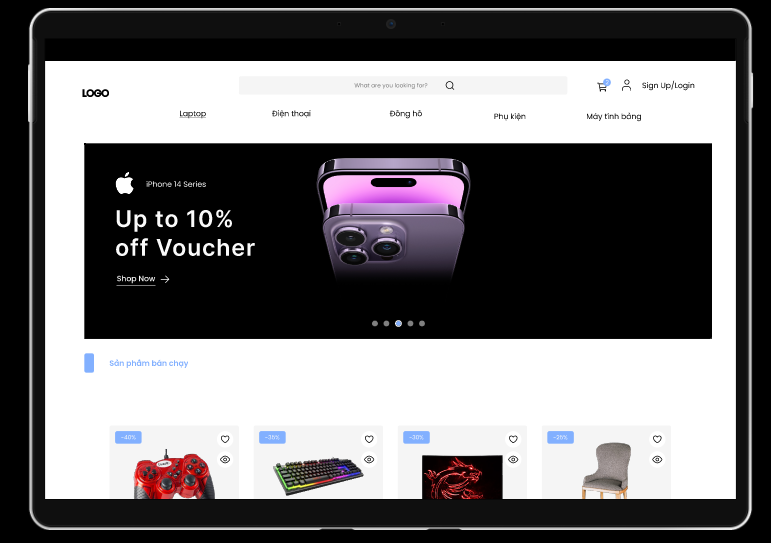 What are you looking for?
2
Sign Up/Login
LOGO
Laptop
Điện thoại
Đồng hồ
Phụ kiện
Máy tính bảng
iPhone 14 Series
Up to 10%
off Voucher
Shop Now
Sản phẩm bán chạy
-40%
-35%
-30%
-25%